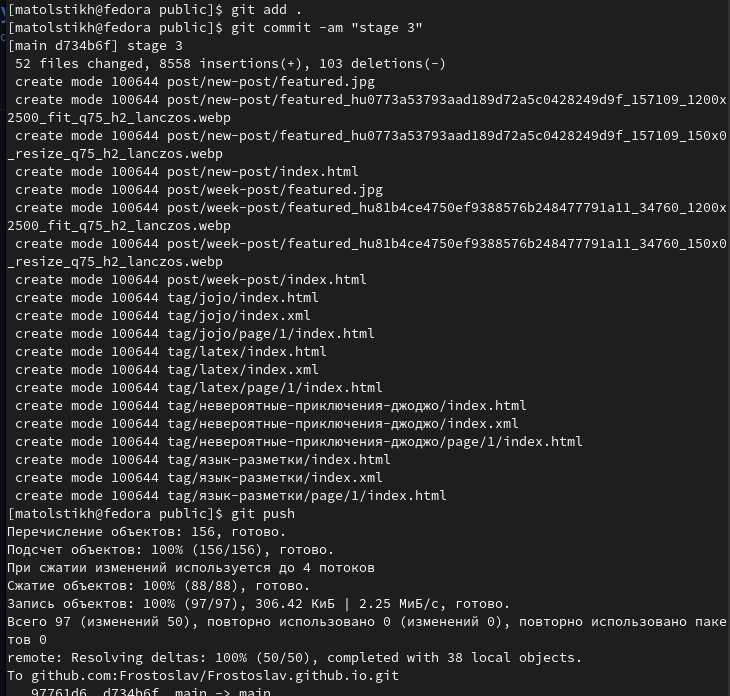 [matolstikh@fedora public]$ git add .
[matolstikh@fedora public]$ git commit -am "stage 3"
[main d734b6f] stage 3
 52 files changed, 8558 insertions(+), 103 deletions(-)
 create mode 100644 post/new-post/featured.jpg
 create mode 100644 post/new-post/featured_hu0773a53793aad189d72a5c0428249d9f_157109_1200x
2500_fit_q75_h2_lanczos.webp
 create mode 100644 post/new-post/featured_hu0773a53793aad189d72a5c0428249d9f_157109_150x0
_resize_q75_h2_lanczos.webp
 create mode 100644 post/new-post/index.html
 create mode 100644 post/week-post/featured.jpg
 create mode 100644 post/week-post/featured_hu81b4ce4750ef9388576b248477791a11_34760_1200x
2500_fit_q75_h2_lanczos.webp
 create mode 100644 post/week-post/featured_hu81b4ce4750ef9388576b248477791a11_34760_150x0
_resize_q75_h2_lanczos.webp
 create mode 100644 post/week-post/index.html
 create mode 100644 tag/jojo/index.html
 create mode 100644 tag/jojo/index.xml
 create mode 100644 tag/jojo/page/1/index.html
 create mode 100644 tag/latex/index.html
 create mode 100644 tag/latex/index.xml
 create mode 100644 tag/latex/page/1/index.html
 create mode 100644 tag/невероятные-приключения-джоджо/index.html
 create mode 100644 tag/невероятные-приключения-джоджо/index.xml
 create mode 100644 tag/невероятные-приключения-джоджо/page/1/index.html
 create mode 100644 tag/язык-разметки/index.html
 create mode 100644 tag/язык-разметки/index.xml
 create mode 100644 tag/язык-разметки/page/1/index.html
[matolstikh@fedora public]$ git push
Перечисление объектов: 156, готово.
Подсчет объектов: 100% (156/156), готово.
При сжатии изменений используется до 4 потоков
Сжатие объектов: 100% (88/88), готово.
Запись объектов: 100% (97/97), 306.42 КиБ | 2.25 МиБ/с, готово.
Всего 97 (изменений 50), повторно использовано 0 (изменений 0), повторно использовано паке
тов 0
remote: Resolving deltas: 100% (50/50), completed with 38 local objects.
To github.com:Frostoslav/Frostoslav.github.io.git
   97761d6..d734b6f  main -> main